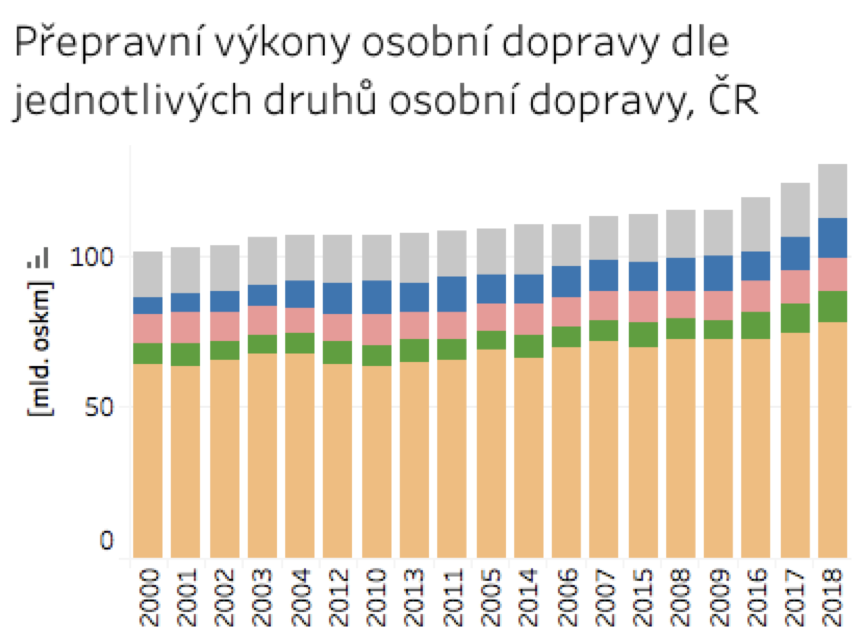 Přepravní výkony osobní dopravy dle
jednotlivých druhů osobní dopravy, ČR
[mld. oskm]
100
50
0
2000 2001 2002 2003 2004 2012 2010 2013 2011 2005 2014 2006 2007 2015 2008 2009 2016 2017 2018